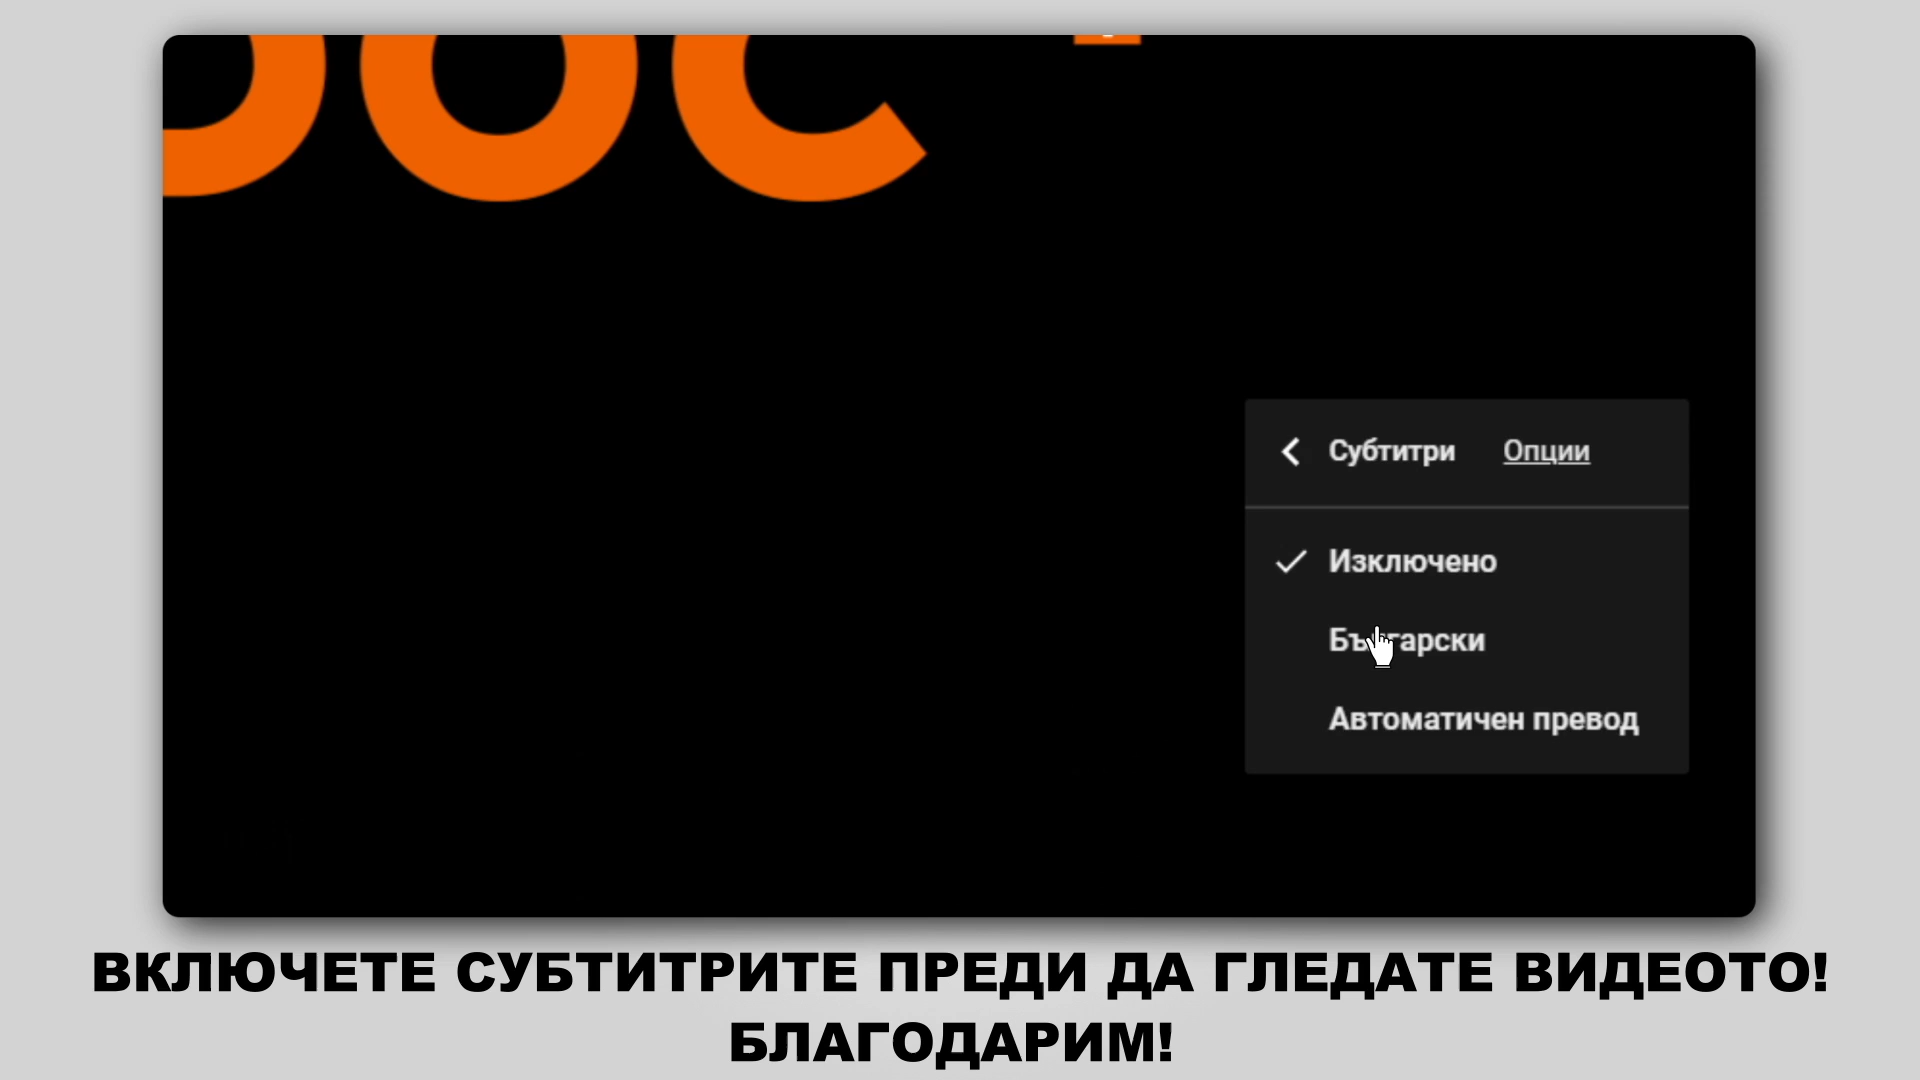 Субтитри Опции
Изключено
Български
Автоматичен превод
ВКЛЮЧЕТЕ СУБТИТРИТЕ ПРЕДИ ДА ГЛЕДАТЕ ВИДЕОТО!
БЛАГОДАРИМ!